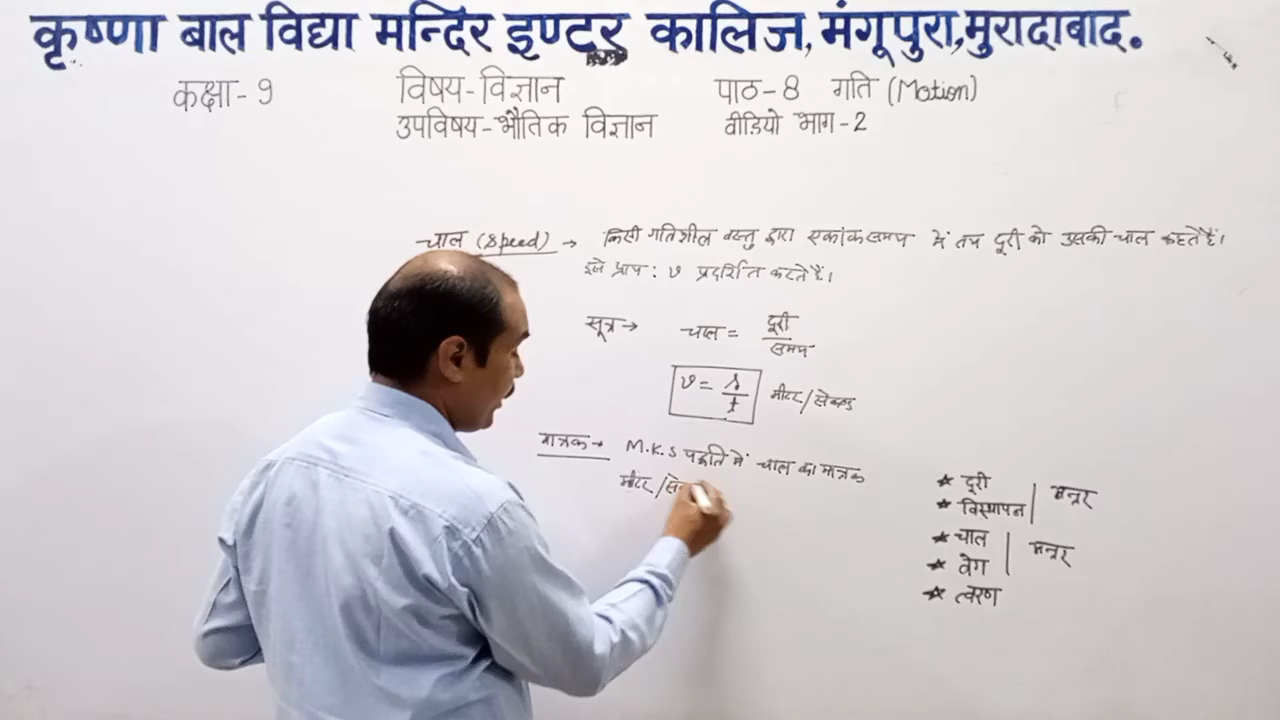 कृष्णा बाल विद्या मन्दिर इण्टर कालिज, मंगूपुरा, मुरादाबाद.
कक्षा-9 विषय-विज्ञान पाठ-8 गति (Motion)
उपविषय-भौतिक विज्ञान वीडियो भाग-2
चाल (Speed) → किसी गतिशील वस्तु द्वारा एकांक समय में तय दूरी को उसकी चाल कहते हैं।
इसे प्राय: v प्रदर्शित करते हैं।
सूत्र → चाल = दूरी / समय
v = s / t मीटर/सेकण्ड
मात्रक → M.K.S पद्धति में चाल का मात्रक
मीटर/से
* दूरी
* विस्थापन | अन्तर
* चाल
* वेग | अन्तर
* त्वरण